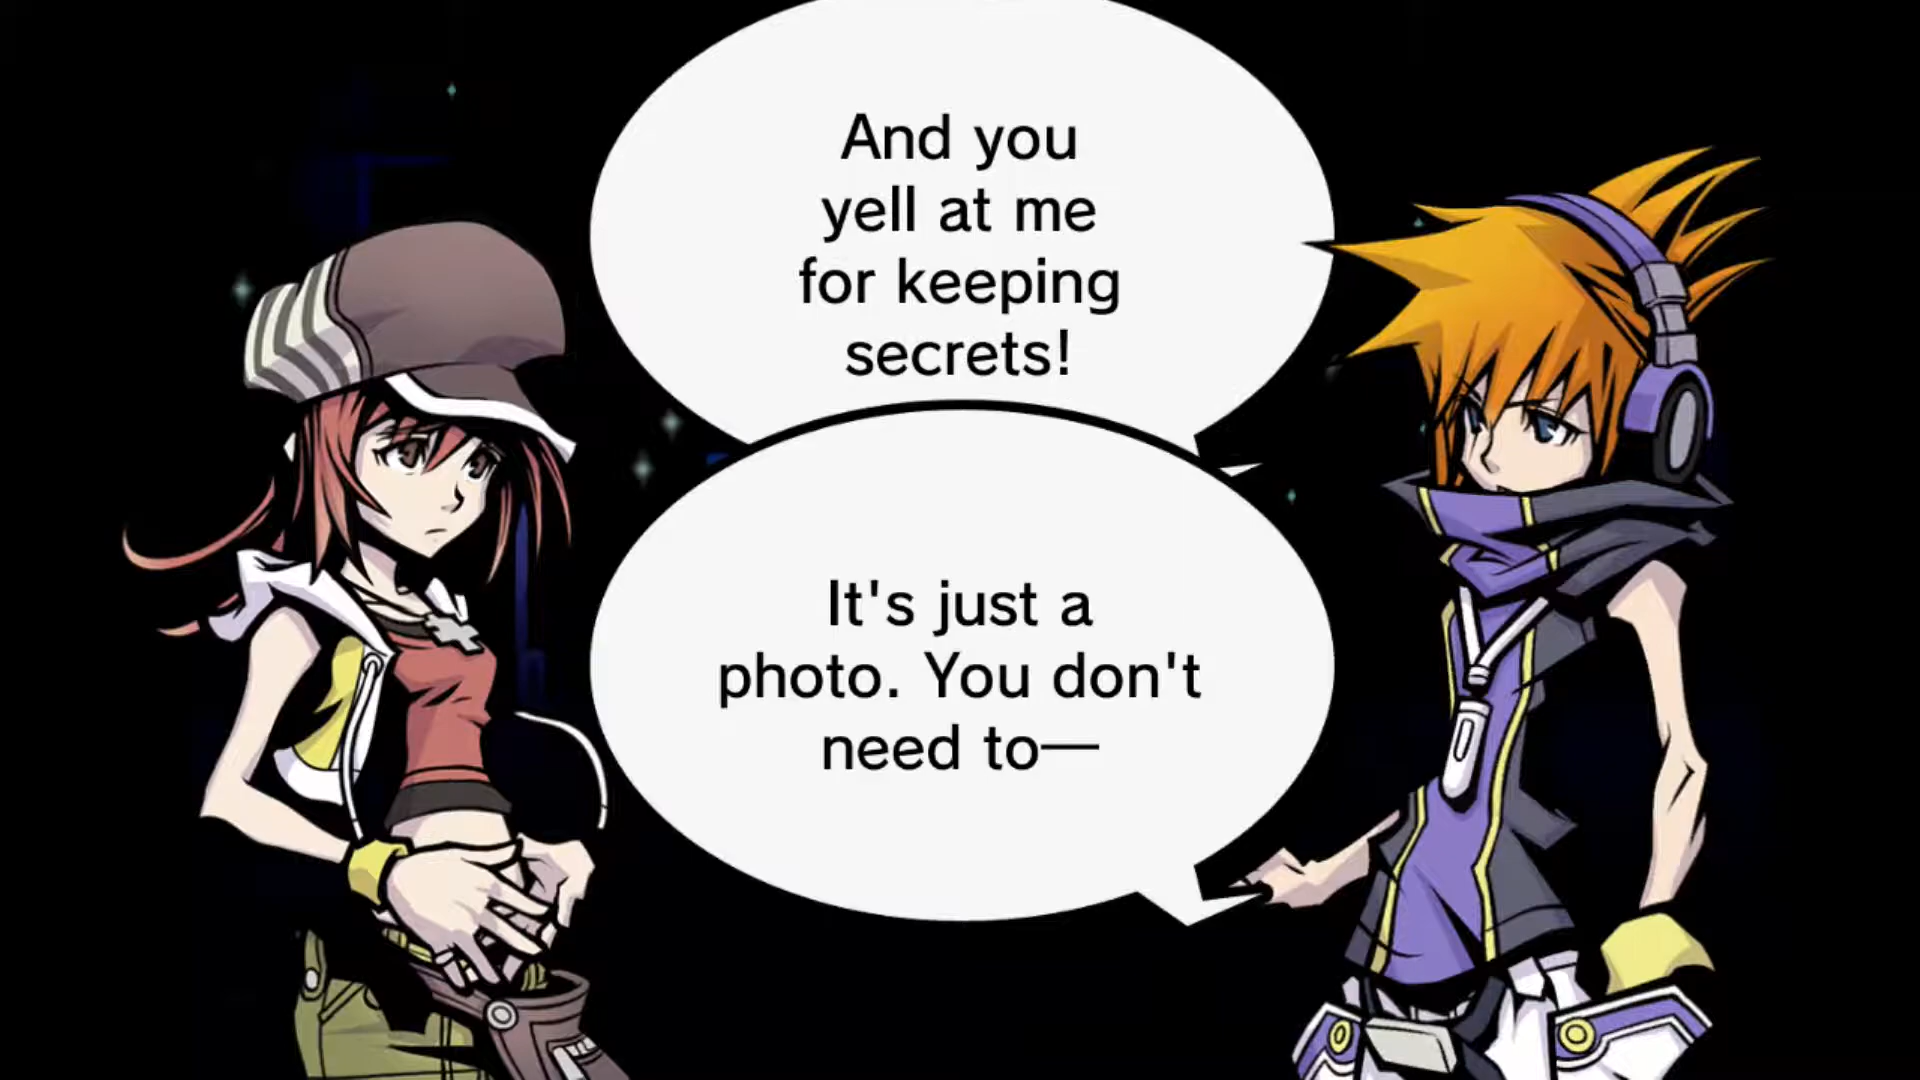 And you
yell at me
for keeping
secrets!
It's just a
photo. You don't
need to—